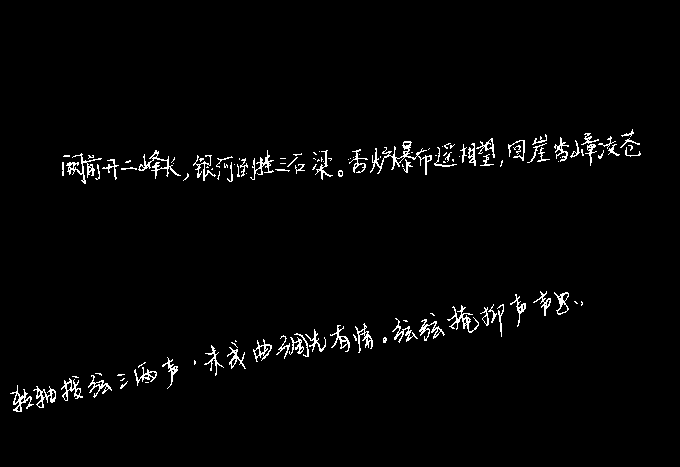 阙前开二峰长,银河倒挂三石梁。香炉瀑布遥相望,回崖沓嶂凌苍
转轴拨弦三两声,未成曲调先有情。弦弦掩抑声声思..